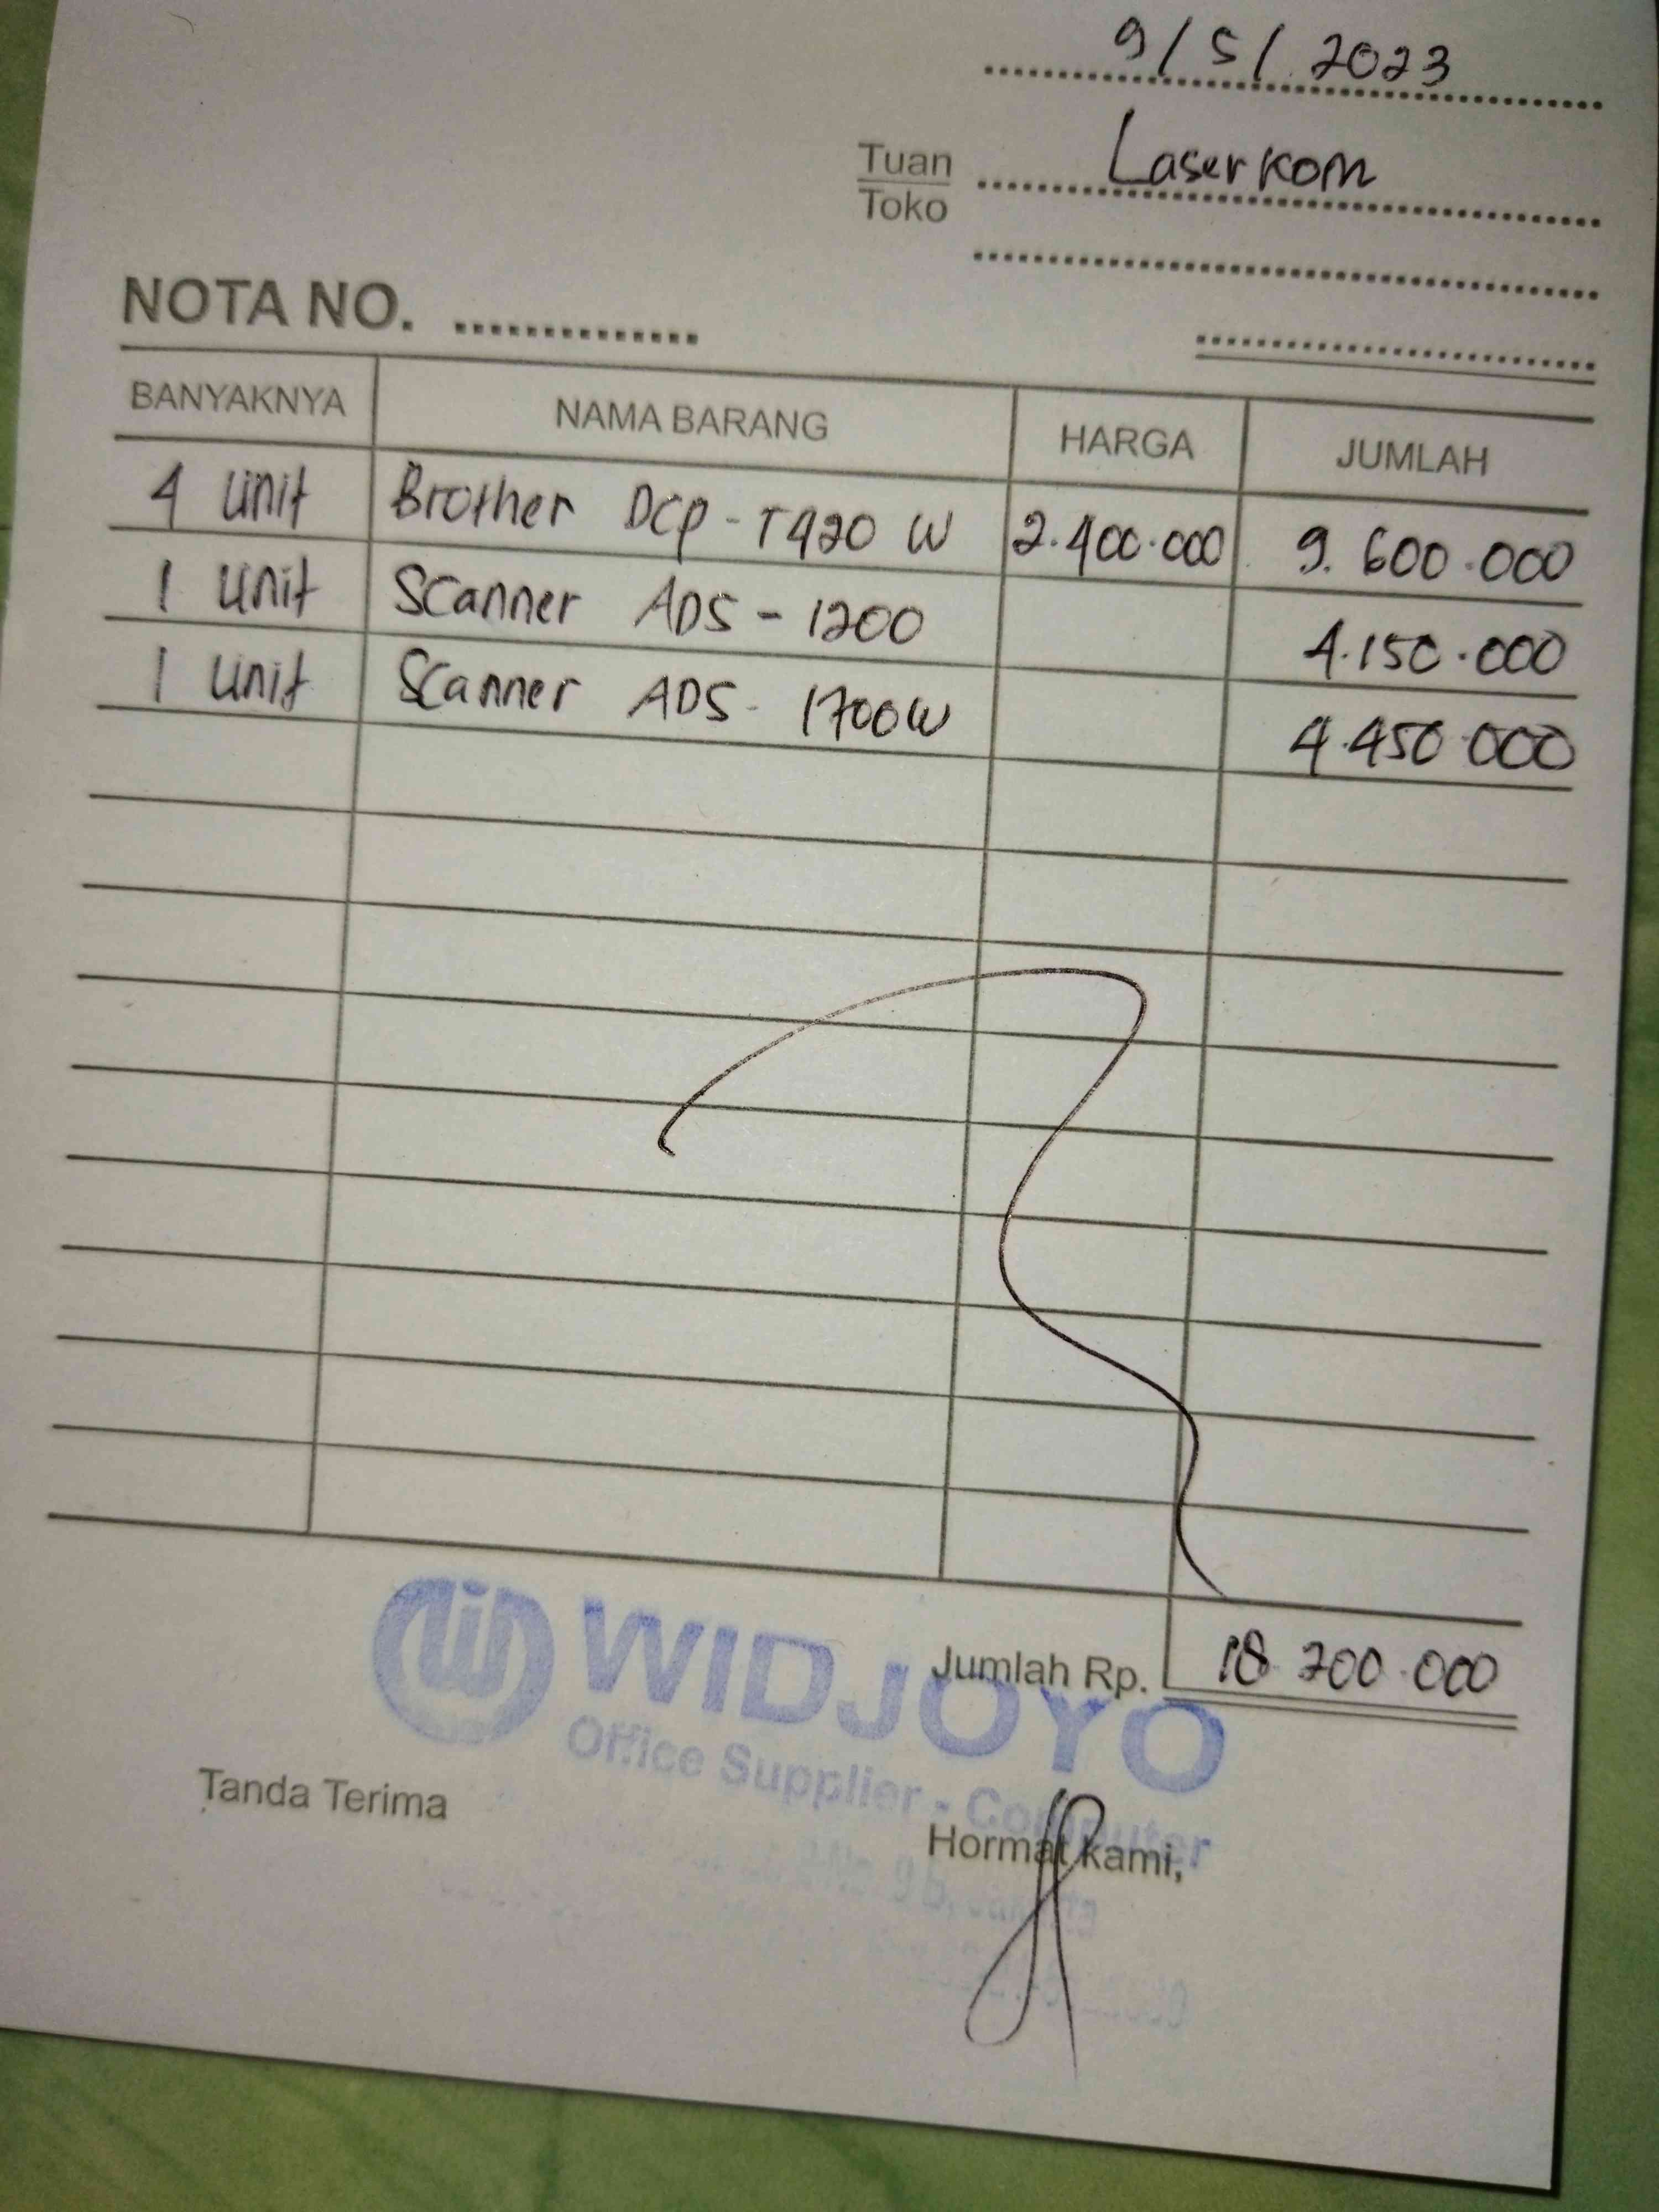 9/5/2023
Tuan Laserkom
Toko
NOTA NO.
BANYAKNYA NAMA BARANG HARGA JUMLAH
4 unit Brother DCP - T420 W 2.400.000 9.600.000
1 unit Scanner ADS - 1200 4.150.000
1 unit Scanner ADS - 1700W 4.450.000
Jumlah Rp. 18.200.000
WIDJOYO
Office Supplier - Computer
Tanda Terima Hormat kami,
No. 9b,